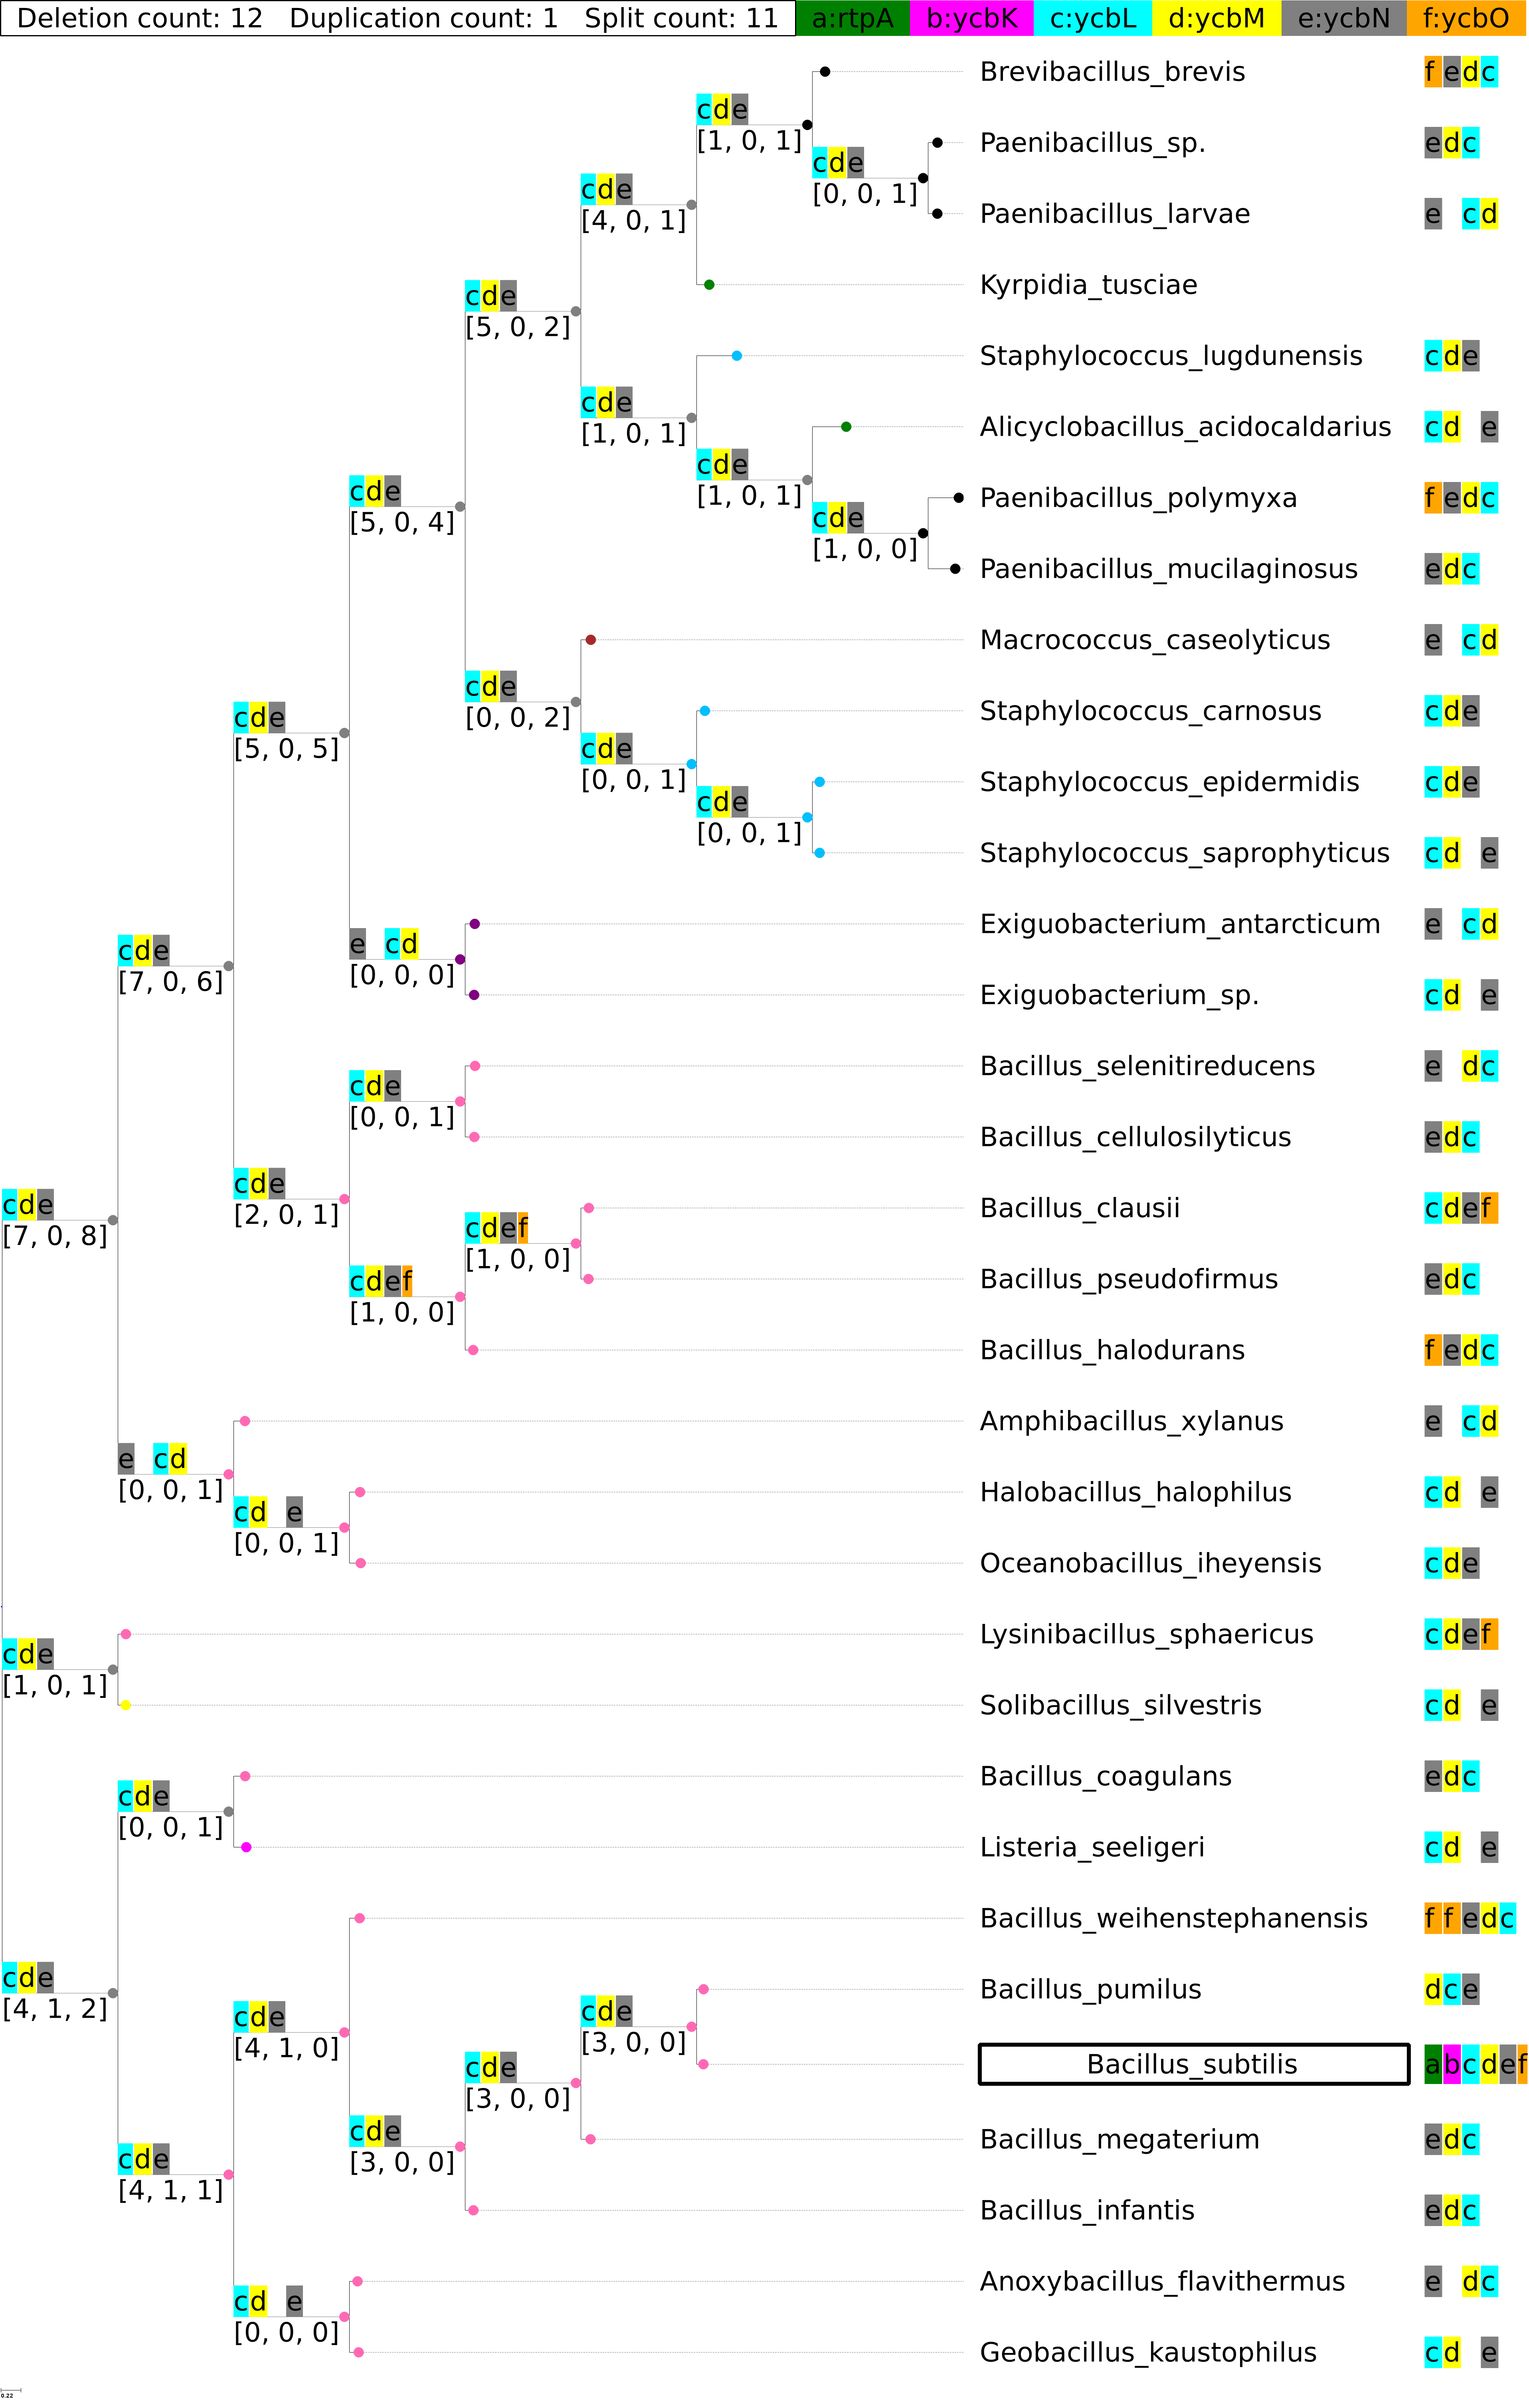 Deletion count: 12 Duplication count: 1 Split count: 11 a:rtpA b:ycbK c:ycbL d:ycbM e:ycbN f:ycbO
Brevibacillus_brevis fedc
cde
[1, 0, 1]
Paenibacillus_sp. edc
cde
[0, 0, 1]
cde
[4, 0, 1]
Paenibacillus_larvae e cd
Kyrpidia_tusciae
cde
[5, 0, 2]
Staphylococcus_lugdunensis cde
cde
[1, 0, 1]
Alicyclobacillus_acidocaldarius cd e
cde
[1, 0, 1]
cde
[5, 0, 4]
Paenibacillus_polymyxa fedc
cde
[1, 0, 0]
Paenibacillus_mucilaginosus edc
Macrococcus_caseolyticus e cd
cde
[0, 0, 2]
Staphylococcus_carnosus cde
cde
[5, 0, 5]
cde
[0, 0, 1]
Staphylococcus_epidermidis cde
cde
[0, 0, 1]
Staphylococcus_saprophyticus cd e
Exiguobacterium_antarcticum e cd
e cd
[0, 0, 0]
cde
[7, 0, 6]
Exiguobacterium_sp. cd e
Bacillus_selenitireducens e dc
cde
[0, 0, 1]
Bacillus_cellulosilyticus edc
cde
[2, 0, 1]
cde
[7, 0, 8]
Bacillus_clausii cdef
cdef
[1, 0, 0]
Bacillus_pseudofirmus edc
cdef
[1, 0, 0]
Bacillus_halodurans fedc
Amphibacillus_xylanus e cd
e cd
[0, 0, 1]
Halobacillus_halophilus cd e
cd e
[0, 0, 1]
Oceanobacillus_iheyensis cde
Lysinibacillus_sphaericus cdef
cde
[1, 0, 1]
Solibacillus_silvestris cd e
Bacillus_coagulans edc
cde
[0, 0, 1]
Listeria_seeligeri cd e
Bacillus_weihenstephanensis ffedc
cde
[4, 1, 2]
Bacillus_pumilus dce
cde
[4, 1, 0]
cde
[3, 0, 0]
Bacillus_subtilis abcdef
cde
[3, 0, 0]
Bacillus_megaterium edc
cde
[3, 0, 0]
cde
[4, 1, 1]
Bacillus_infantis edc
Anoxybacillus_flavithermus e dc
cd e
[0, 0, 0]
Geobacillus_kaustophilus cd e
0.22